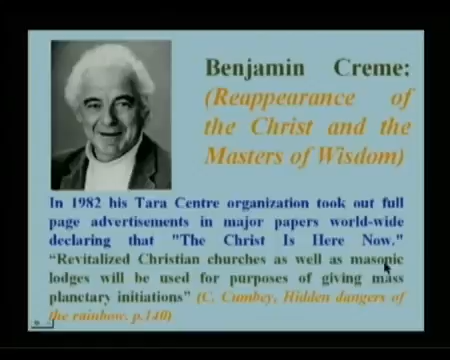 Benjamin Creme:
(Reappearance of
the Christ and the
Masters of Wisdom)
In 1982 his Tara Centre organization took out full
page advertisements in major papers world-wide
declaring that "The Christ Is Here Now."
“Revitalized Christian churches as well as masonic
lodges will be used for purposes of giving mass
planetary initiations” (C. Cumbey, Hidden dangers of
the rainbow. p.140)